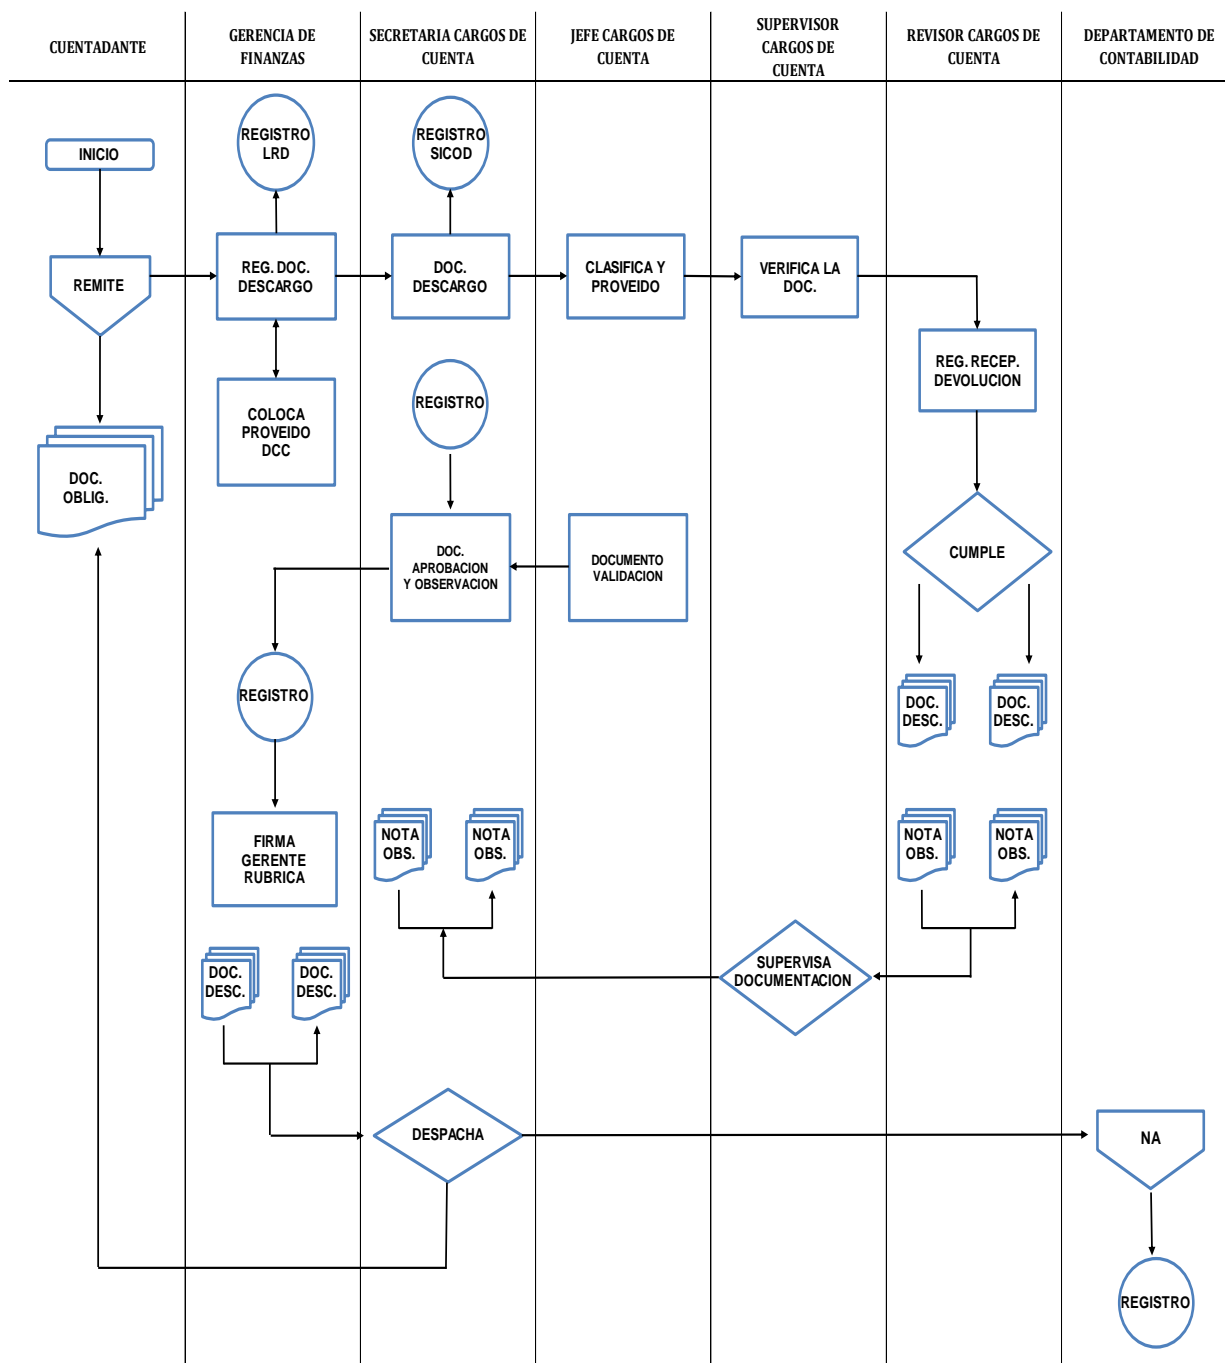 CUENTADANTE
GERENCIA DE
FINANZAS
SECRETARIA CARGOS DE
CUENTA
JEFE CARGOS DE
CUENTA
SUPERVISOR
CARGOS DE
CUENTA
REVISOR CARGOS DE
CUENTA
DEPARTAMENTO DE
CONTABILIDAD
INICIO
REGISTRO
LRD
REGISTRO
SICOD
REMITE
REG. DOC.
DESCARGO
DOC.
DESCARGO
CLASIFICA Y
PROVEIDO
VERIFICA LA
DOC.
REG. RECEP.
DEVOLUCION
COLOCA
PROVEIDO
DCC
REGISTRO
DOC.
OBLIG.
DOC.
APROBACION
Y OBSERVACION
DOCUMENTO
VALIDACION
CUMPLE
REGISTRO
DOC.
DESC.
DOC.
DESC.
FIRMA
GERENTE
RUBRICA
NOTA
OBS.
NOTA
OBS.
NOTA
OBS.
NOTA
OBS.
DOC.
DESC.
DOC.
DESC.
SUPERVISA
DOCUMENTACION
DESPACHA
NA
REGISTRO